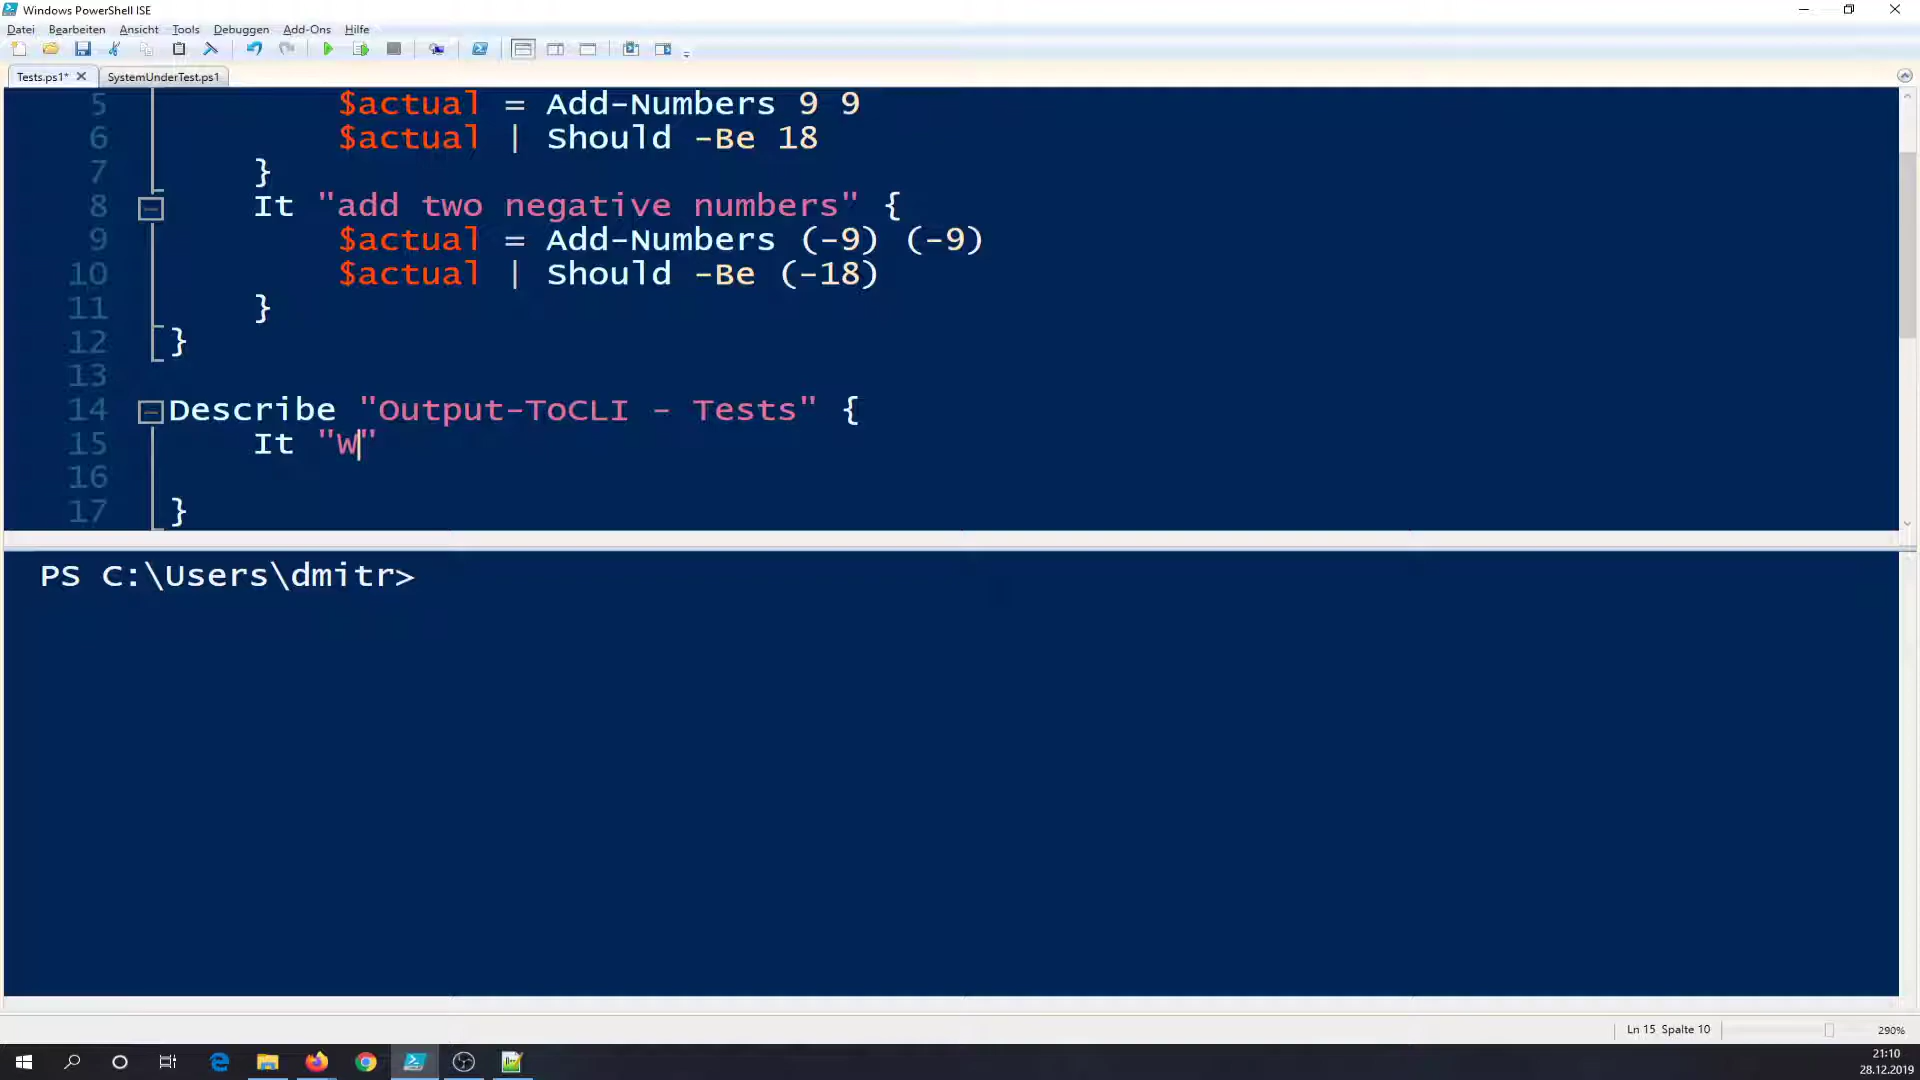 Windows PowerShell ISE
Datei Bearbeiten Ansicht Tools Debuggen Add-Ons Hilfe
Tests.ps1* SystemUnderTest.ps1
5 $actual = Add-Numbers 9 9
6 $actual | Should -Be 18
7 }
8 It "add two negative numbers" {
9 $actual = Add-Numbers (-9) (-9)
10 $actual | Should -Be (-18)
11 }
12 }
13
14 Describe "Output-ToCLI - Tests" {
15 It "W"
16
17 }
PS C:\Users\dmitr>
Ln 15 Spalte 10 290%
21:10
28.12.2019